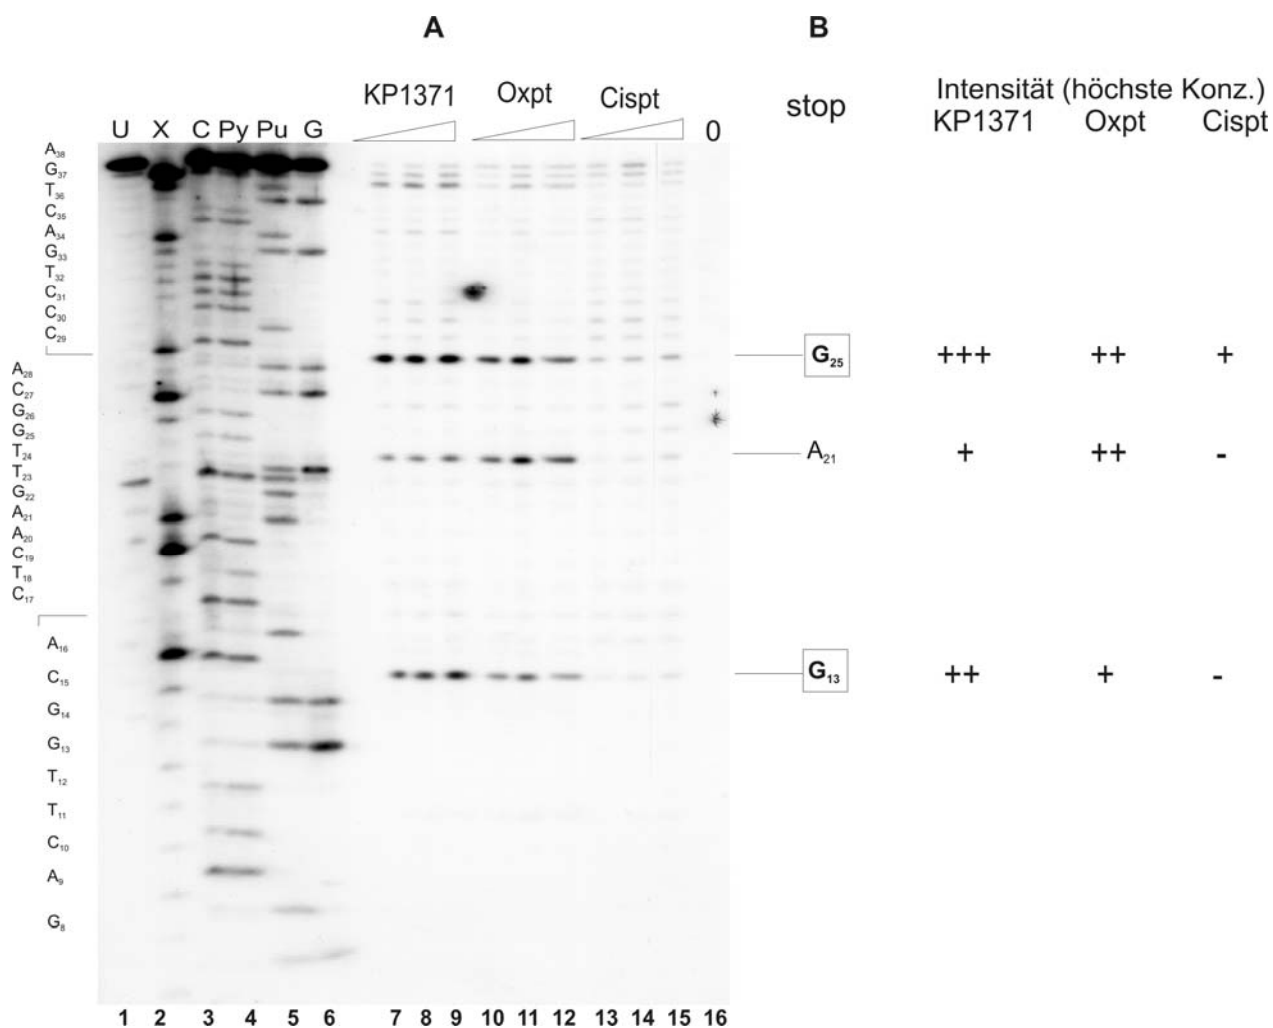 A B
KP1371 Oxpt Cispt stop Intensität (höchste Konz.)
U X C Py Pu G 0 KP1371 Oxpt Cispt
A38
G37
T36
C35
A34
G33
T32
C31
C30
C29
A28
C27
G26
G25
T24
T23
G22
A21
A20
C19
T18
C17
A16
C15
G14
G13
T12
T11
C10
A9
G8
G25 +++ ++ +
A21 + ++ -
G13 ++ + -
1 2 3 4 5 6 7 8 9 10 11 12 13 14 15 16